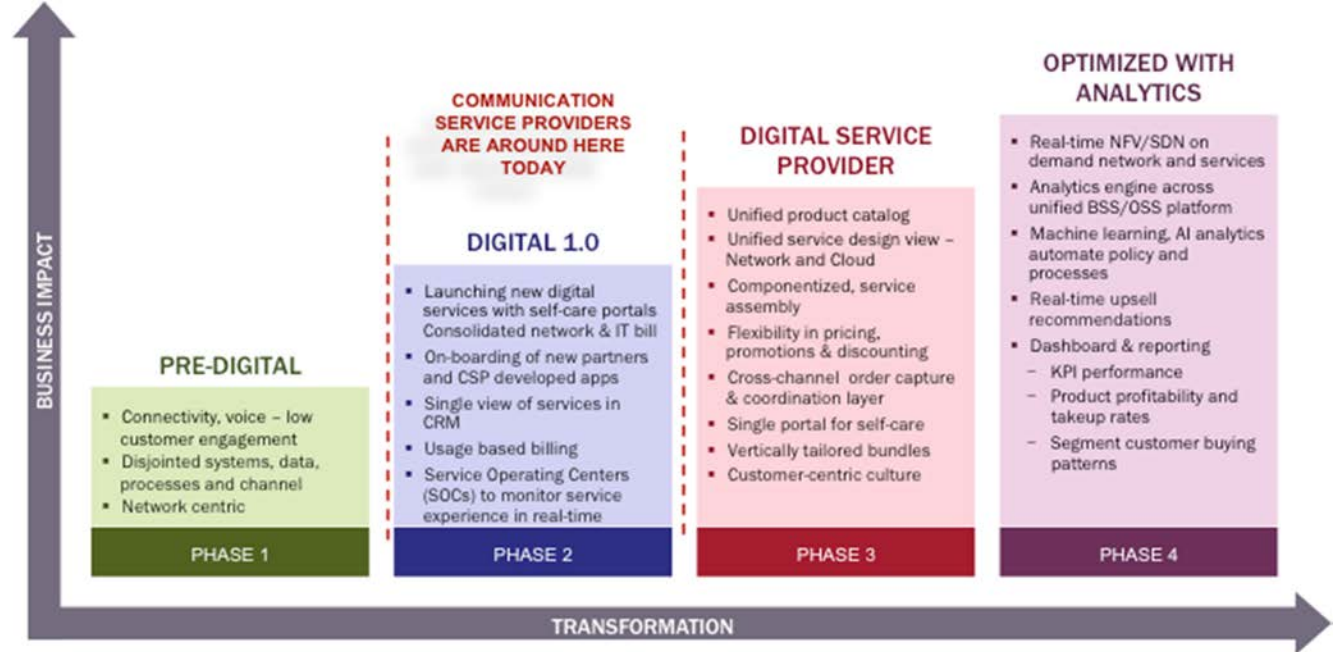 BUSINESS IMPACT
PRE-DIGITAL
▪ Connectivity, voice – low
customer engagement
▪ Disjointed systems, data,
processes and channel
▪ Network centric
PHASE 1
COMMUNICATION
SERVICE PROVIDERS
ARE AROUND HERE
TODAY
DIGITAL 1.0
▪ Launching new digital
services with self-care portals
Consolidated network & IT bill
▪ On-boarding of new partners
and CSP developed apps
▪ Single view of services in
CRM
▪ Usage based billing
▪ Service Operating Centers
(SOCs) to monitor service
experience in real-time
PHASE 2
DIGITAL SERVICE
PROVIDER
▪ Unified product catalog
▪ Unified service design view –
Network and Cloud
▪ Componentized, service
assembly
▪ Flexibility in pricing,
promotions & discounting
▪ Cross-channel order capture
& coordination layer
▪ Single portal for self-care
▪ Vertically tailored bundles
▪ Customer-centric culture
PHASE 3
OPTIMIZED WITH
ANALYTICS
▪ Real-time NFV/SDN on
demand network and services
▪ Analytics engine across
unified BSS/OSS platform
▪ Machine learning, AI analytics
automate policy and
processes
▪ Real-time upsell
recommendations
▪ Dashboard & reporting
– KPI performance
– Product profitability and
takeup rates
– Segment customer buying
patterns
PHASE 4
TRANSFORMATION